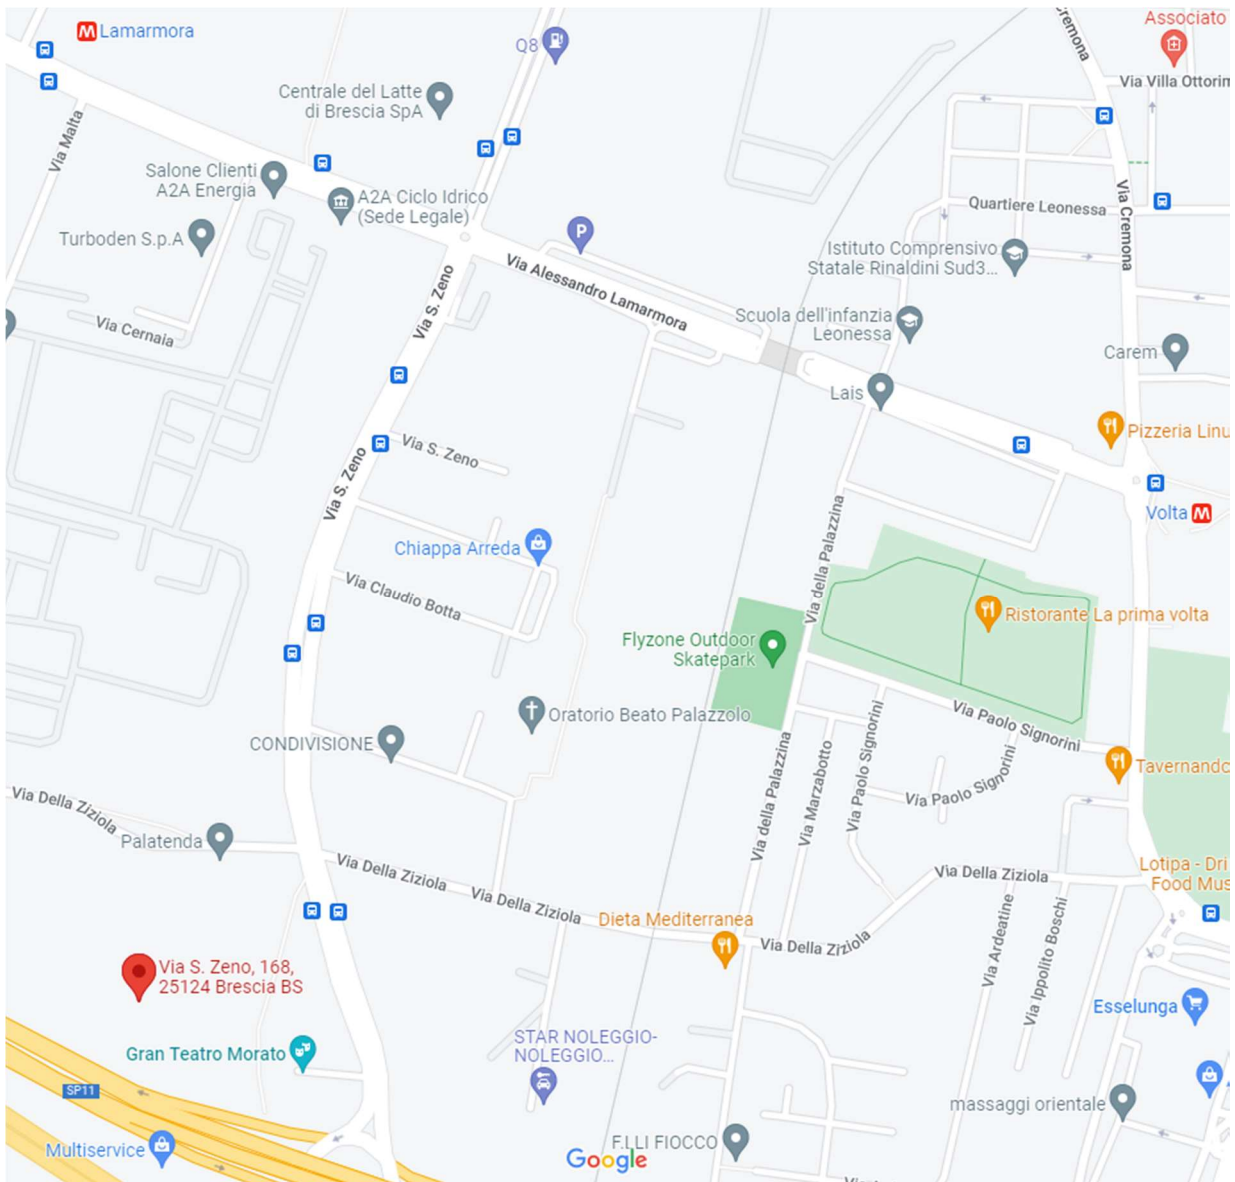 Lamarmora
Q8
Cremona
Associato
Centrale del Latte
di Brescia SpA
Via Villa Ottorin
Via Malta
Salone Clienti
A2A Energia
A2A Ciclo Idrico
(Sede Legale)
Quartiere Leonessa
Via Cremona
Turboden S.p.A
P
Istituto Comprensivo
Statale Rinaldini Sud3...
Via S. Zeno
Via Alessandro Lamarmora
Via Cernaia
Scuola dell'infanzia
Leonessa
Carem
Lais
Pizzeria Linu
Via S. Zeno
Via S. Zeno
Volta
Chiappa Arreda
Via della Palazzina
Via Claudio Botta
Ristorante La prima volta
Flyzone Outdoor
Skatepark
Oratorio Beato Palazzolo
Via Paolo Signorini
CONDIVISIONE
Via Paolo Signorini
Via Paolo Signorini
Tavernando
Via Della Ziziola
Via della Palazzina
Via Marzabotto
Palatenda
Via Della Ziziola
Via Della Ziziola
Via Della Ziziola
Lotipa - Dri
Food Mus
Dieta Mediterranea
Via Della Ziziola
Via Ardeatine
Via Ippolito Boschi
Via S. Zeno, 168,
25124 Brescia BS
Esselunga
Gran Teatro Morato
STAR NOLEGGIO-
NOLEGGIO...
SP11
massaggi orientale
Multiservice
F.LLI FIOCCO
Google